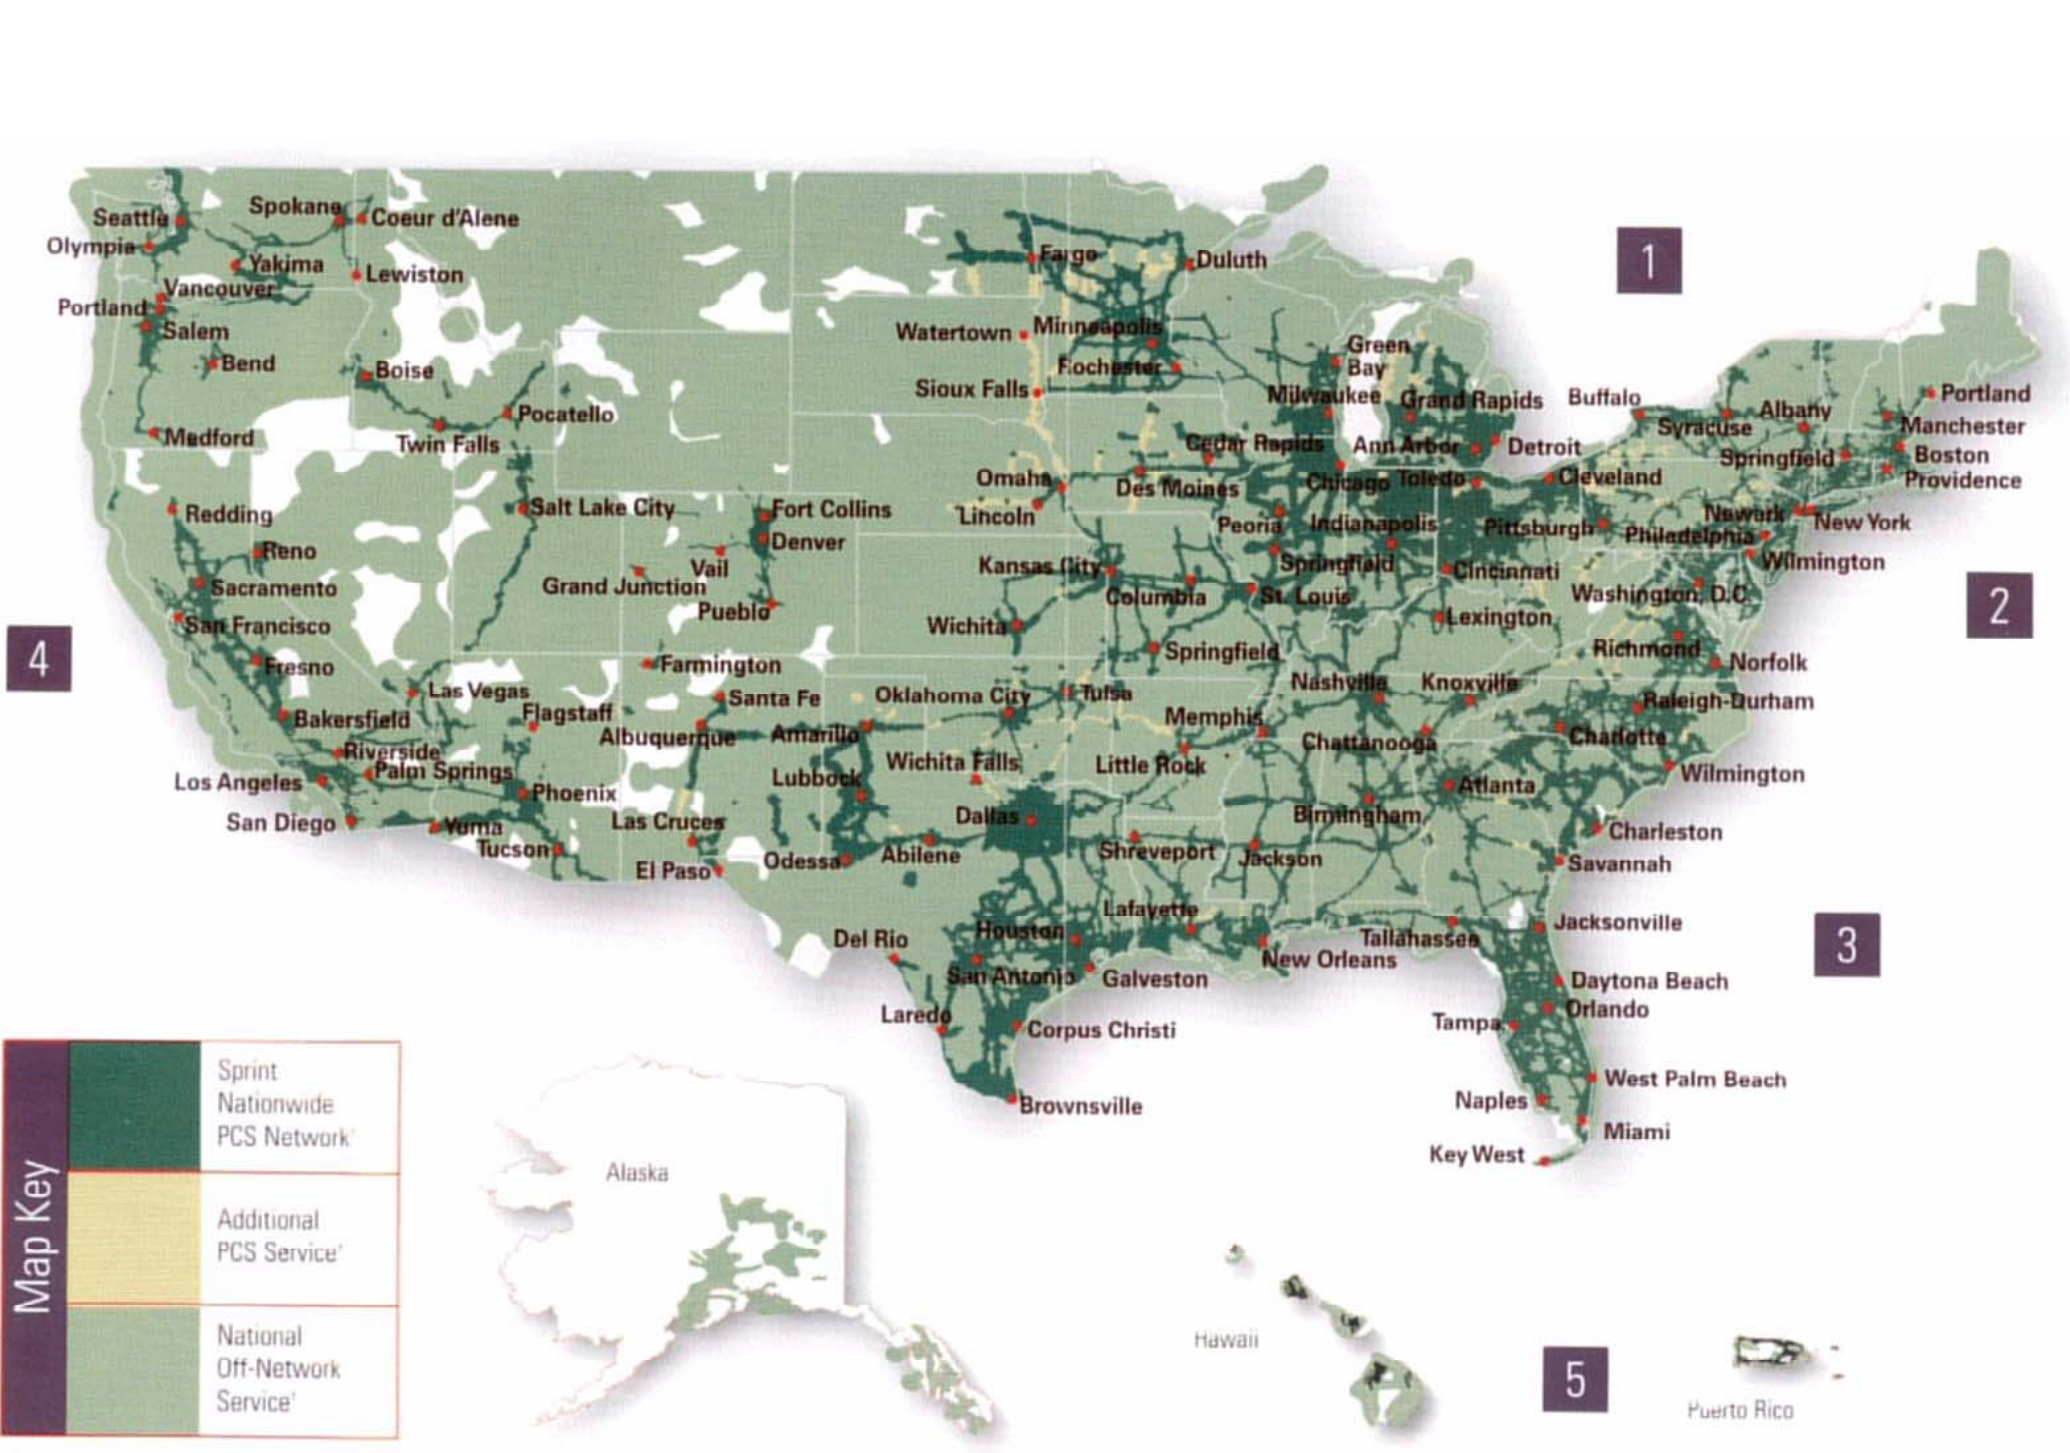 Seattle
Spokane
Coeur d'Alene
Olympia
Yakima
Lewiston
Vancouver
Portland
Salem
Bend
Boise
Pocatello
Medford
Twin Falls
Redding
Salt Lake City
Reno
Sacramento
San Francisco
Fresno
Las Vegas
Bakersfield
Flagstaff
Riverside
Palm Springs
Los Angeles
Phoenix
San Diego
Yuma
Tucson
Fort Collins
Denver
Vail
Grand Junction
Pueblo
Farmington
Santa Fe
Albuquerque
Las Cruces
El Paso
Fargo
Duluth
Watertown
Minneapolis
Rochester
Sioux Falls
Green
Bay
Milwaukee
Grand Rapids
Cedar Rapids
Ann Arbor
Detroit
Omaha
Des Moines
Chicago
Toledo
Cleveland
Lincoln
Peoria
Indianapolis
Pittsburgh
Kansas City
Springfield
Cincinnati
Columbia
St. Louis
Lexington
Wichita
Springfield
Oklahoma City
Tulsa
Nashville
Knoxville
Amarillo
Memphis
Chattanooga
Wichita Falls
Little Rock
Lubbock
Atlanta
Dallas
Birmingham
Odessa
Abilene
Shreveport
Jackson
Lafayette
Houston
Tallahassee
Del Rio
New Orleans
San Antonio
Galveston
Laredo
Corpus Christi
Brownsville
Buffalo
Albany
Portland
Syracuse
Manchester
Springfield
Boston
Providence
Newark
New York
Philadelphia
Wilmington
Washington, D.C.
Richmond
Norfolk
Raleigh-Durham
Charlotte
Wilmington
Charleston
Savannah
Jacksonville
Daytona Beach
Orlando
Tampa
West Palm Beach
Naples
Miami
Key West
1
2
3
4
5
Alaska
Hawaii
Puerto Rico
Map Key
Sprint
Nationwide
PCS Network
Additional
PCS Service
National
Off-Network
Service